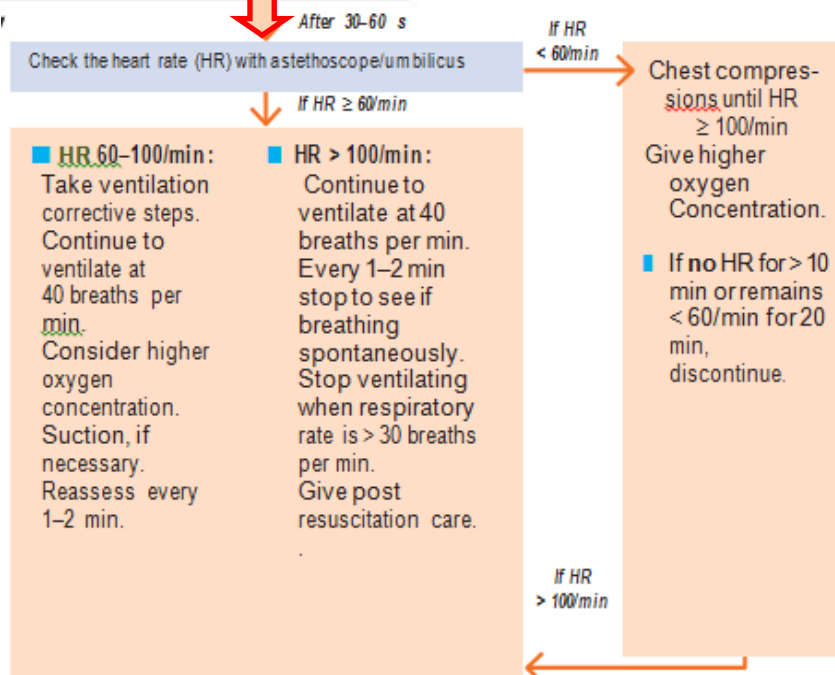 After 30–60 s
Check the heart rate (HR) with a stethoscope/umbilicus
If HR
< 60/min
If HR ≥ 60/min
HR 60–100/min:
Take ventilation
corrective steps.
Continue to
ventilate at
40 breaths per
min.
Consider higher
oxygen
concentration.
Suction, if
necessary.
Reassess every
1–2 min.
HR > 100/min:
Continue to
ventilate at 40
breaths per min.
Every 1–2 min
stop to see if
breathing
spontaneously.
Stop ventilating
when respiratory
rate is > 30 breaths
per min.
Give post
resuscitation care.
.
Chest compres-
sions until HR
≥ 100/min
Give higher
oxygen
Concentration.
If no HR for > 10
min or remains
< 60/min for 20
min,
discontinue.
If HR
> 100/min